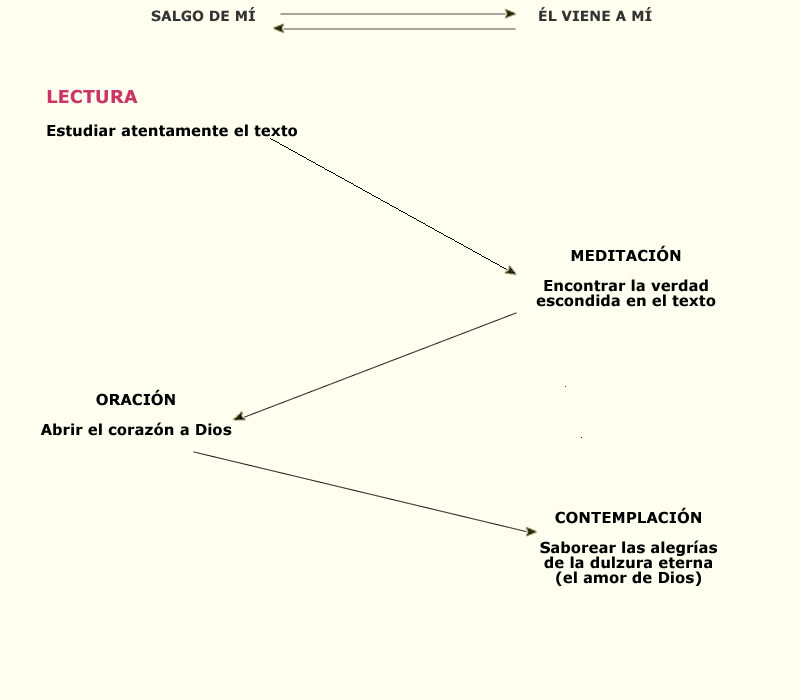 SALGO DE MÍ
ÉL VIENE A MÍ
LECTURA
Estudiar atentamente el texto
MEDITACIÓN
Encontrar la verdad
escondida en el texto
ORACIÓN
Abrir el corazón a Dios
CONTEMPLACIÓN
Saborear las alegrías
de la dulzura eterna
(el amor de Dios)